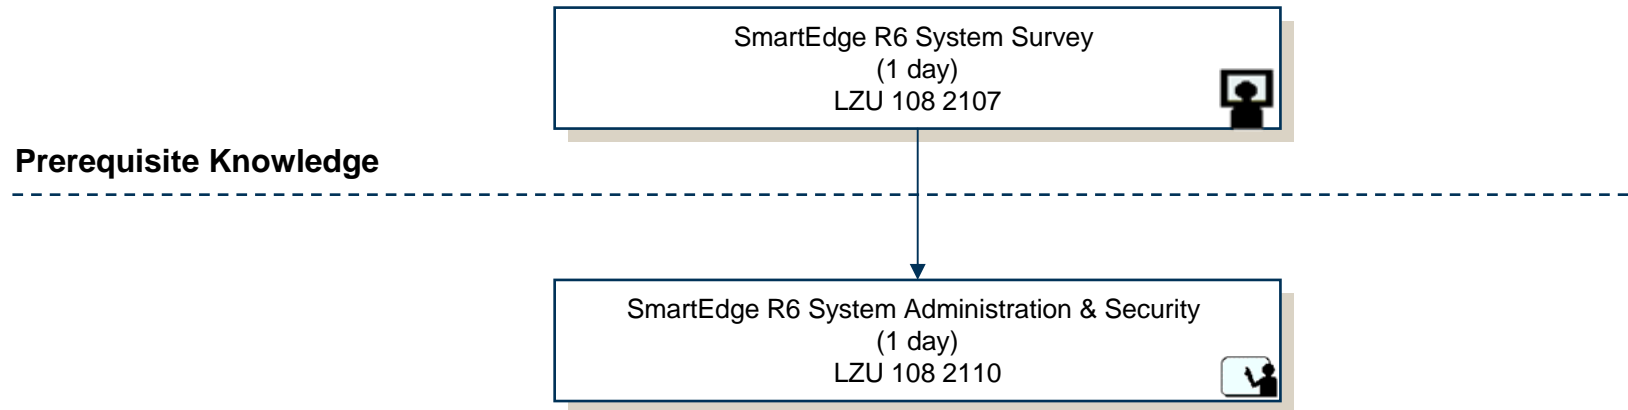 SmartEdge R6 System Survey
(1 day)
LZU 108 2107
Prerequisite Knowledge
SmartEdge R6 System Administration & Security
(1 day)
LZU 108 2110